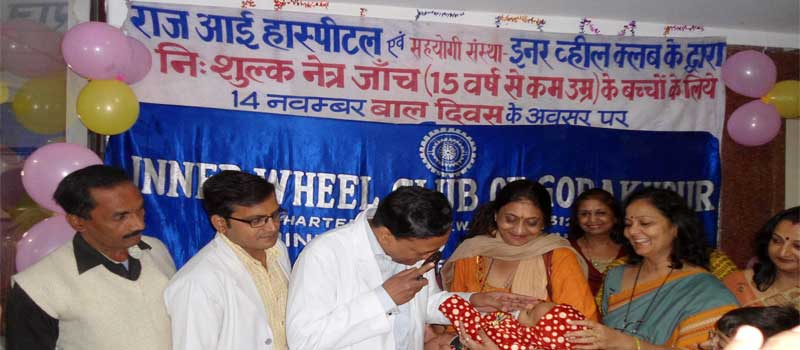 राज आई हास्पीटल एवं सहयोगी संस्था- इनर व्हील क्लब के द्वारा
निः शुल्क नेत्र जाँच (15 वर्ष से कम उम्र) के बच्चों के लिये
14 नवम्बर बाल दिवस के अवसर पर
INNER WHEEL CLUB OF GORAKHPUR
CHARTER